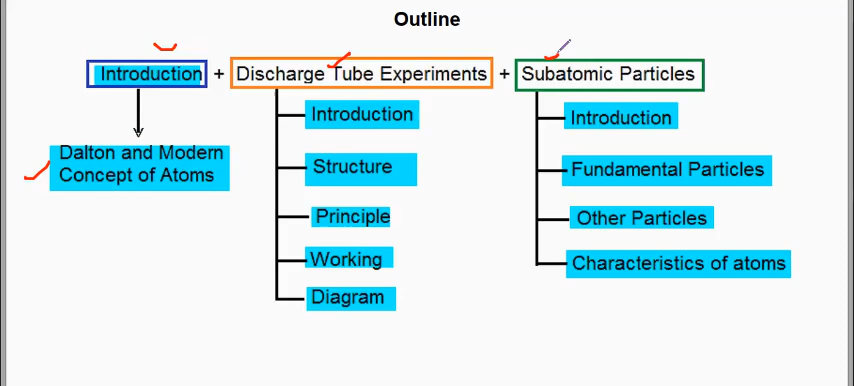 Outline
Introduction + Discharge Tube Experiments + Subatomic Particles
Dalton and Modern
Concept of Atoms
Introduction
Structure
Principle
Working
Diagram
Introduction
Fundamental Particles
Other Particles
Characteristics of atoms